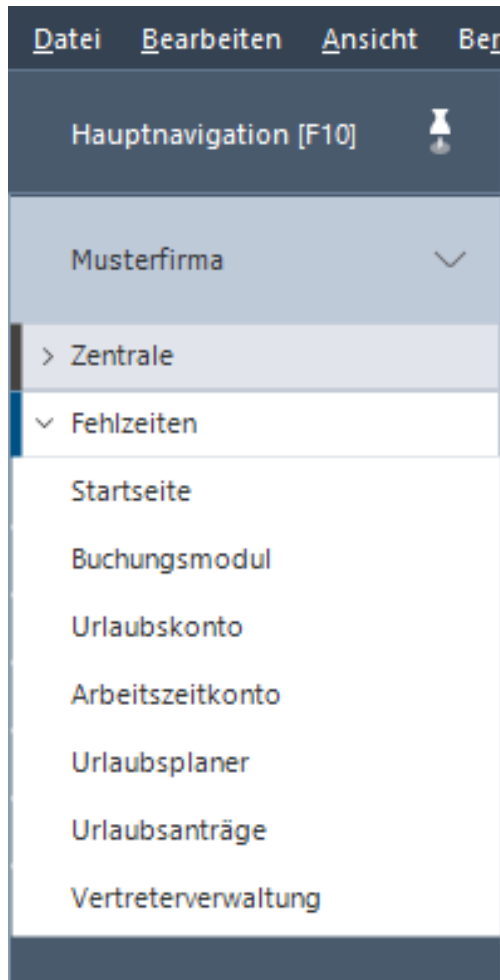 Datei Bearbeiten Ansicht
Hauptnavigation [F10]
Musterfirma
Zentrale
Fehlzeiten
Startseite
Buchungsmodul
Urlaubskonto
Arbeitszeitkonto
Urlaubsplaner
Urlaubsanträge
Vertreterverwaltung